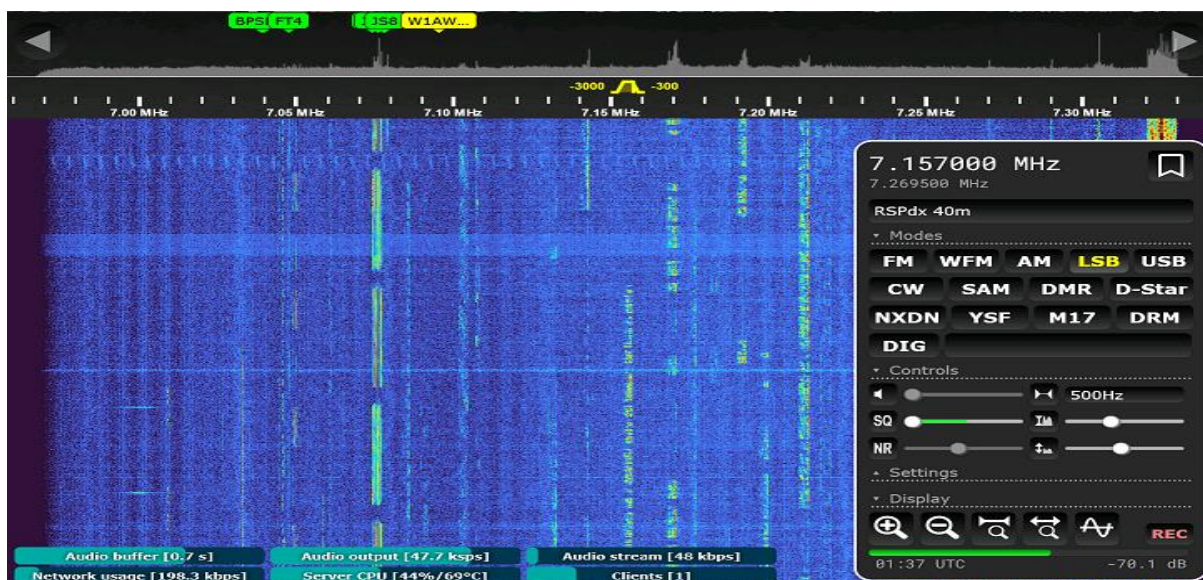 BPSI FT4 JS8 W1AW...
-3000 -300
7.00 MHz 7.05 MHz 7.10 MHz 7.15 MHz 7.20 MHz 7.25 MHz 7.30 MHz
7.157000 MHz
7.269500 MHz
RSPdx 40m
Modes
FM WFM AM LSB USB
CW SAM DMR D-Star
NXDN YSF M17 DRM
DIG
Controls
500Hz
SQ
NR
Settings
Display
REC
01:37 UTC -70.1 dB
Audio buffer [0.7 s] Audio output [47.7 ksps] Audio stream [48 kbps]
Network usage [198.3 kbps] Server CPU [44%/69°C] Clients [1]